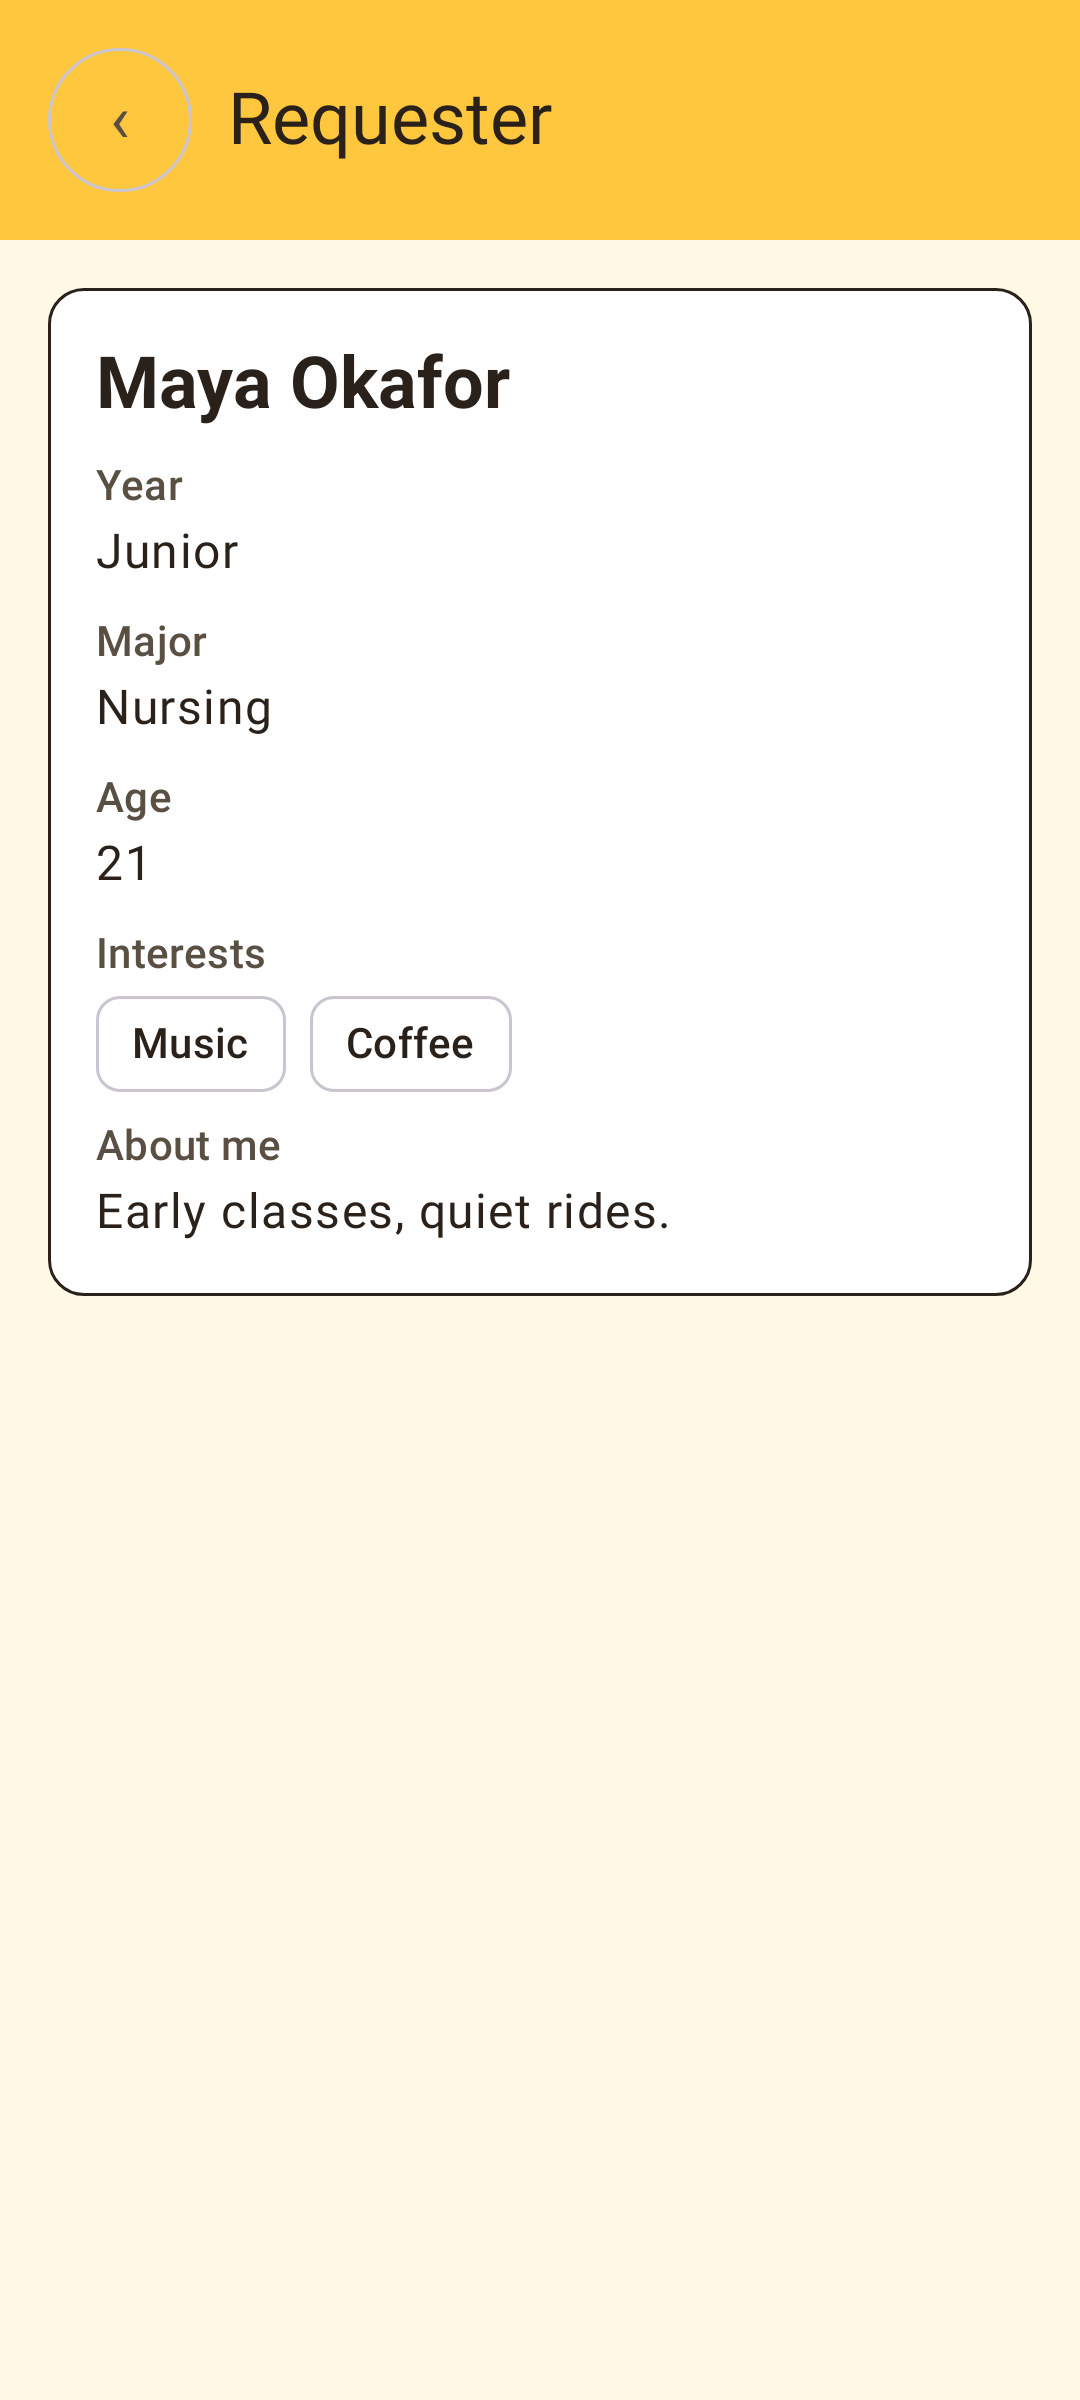 ‹ Requester
Maya Okafor
Year
Junior
Major
Nursing
Age
21
Interests
Music Coffee
About me
Early classes, quiet rides.